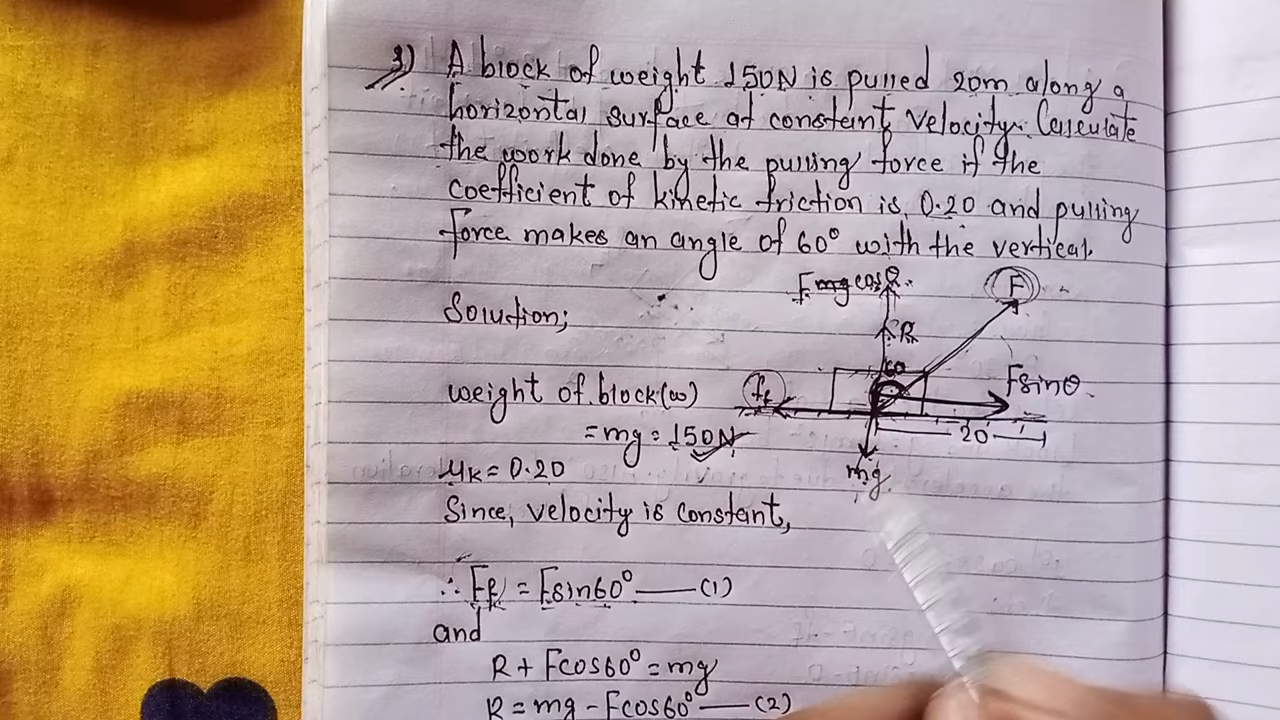 3) A block of weight 150N is pulled 20m along a
horizontal surface at constant velocity. Calculate
the work done by the pulling force if the
coefficient of kinetic friction is 0.20 and pulling
force makes an angle of 60° with the vertical.
Fmgcosθ.
F
Solution;
R
60
weight of block(w)
ff
Fsinθ.
= mg = 150N
20
mg
μk = 0.20
Since, velocity is constant,
∴ Ff = Fsin60° — (1)
and
R + Fcos60° = mg
R = mg - Fcos60° — (2)